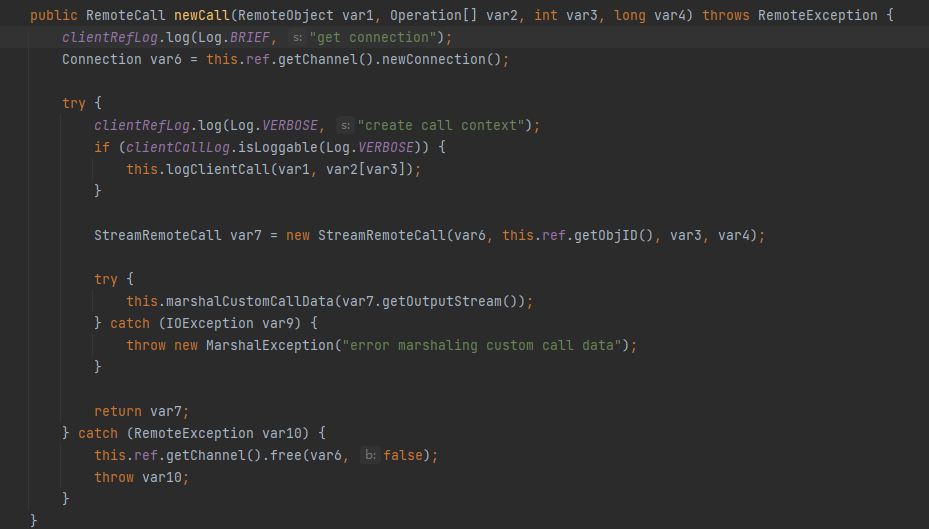 public RemoteCall newCall(RemoteObject var1, Operation[] var2, int var3, long var4) throws RemoteException {
clientRefLog.log(Log.BRIEF, s: "get connection");
Connection var6 = this.ref.getChannel().newConnection();
try {
clientRefLog.log(Log.VERBOSE, s: "create call context");
if (clientCallLog.isLoggable(Log.VERBOSE)) {
this.logClientCall(var1, var2[var3]);
}
StreamRemoteCall var7 = new StreamRemoteCall(var6, this.ref.getObjID(), var3, var4);
try {
this.marshalCustomCallData(var7.getOutputStream());
} catch (IOException var9) {
throw new MarshalException("error marshaling custom call data");
}
return var7;
} catch (RemoteException var10) {
this.ref.getChannel().free(var6, b: false);
throw var10;
}
}